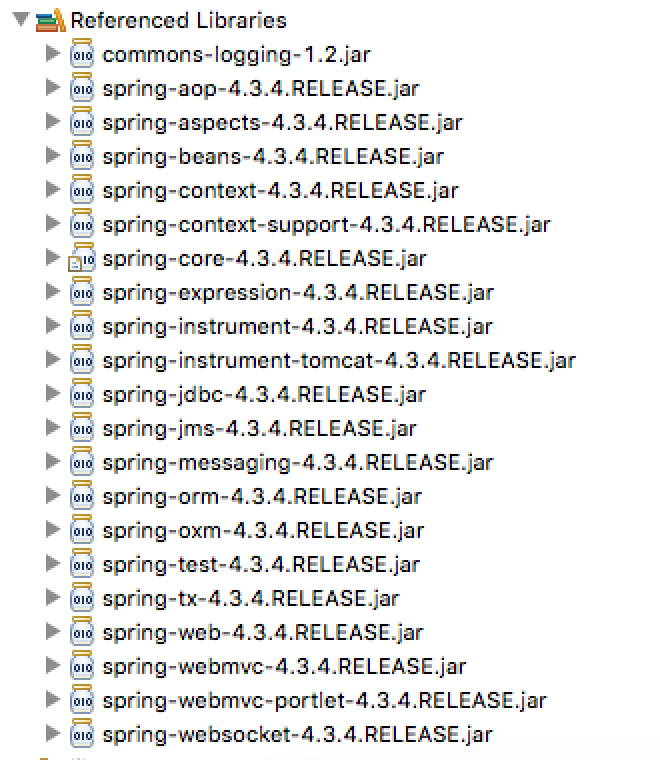 Referenced Libraries
commons-logging-1.2.jar
spring-aop-4.3.4.RELEASE.jar
spring-aspects-4.3.4.RELEASE.jar
spring-beans-4.3.4.RELEASE.jar
spring-context-4.3.4.RELEASE.jar
spring-context-support-4.3.4.RELEASE.jar
spring-core-4.3.4.RELEASE.jar
spring-expression-4.3.4.RELEASE.jar
spring-instrument-4.3.4.RELEASE.jar
spring-instrument-tomcat-4.3.4.RELEASE.jar
spring-jdbc-4.3.4.RELEASE.jar
spring-jms-4.3.4.RELEASE.jar
spring-messaging-4.3.4.RELEASE.jar
spring-orm-4.3.4.RELEASE.jar
spring-oxm-4.3.4.RELEASE.jar
spring-test-4.3.4.RELEASE.jar
spring-tx-4.3.4.RELEASE.jar
spring-web-4.3.4.RELEASE.jar
spring-webmvc-4.3.4.RELEASE.jar
spring-webmvc-portlet-4.3.4.RELEASE.jar
spring-websocket-4.3.4.RELEASE.jar